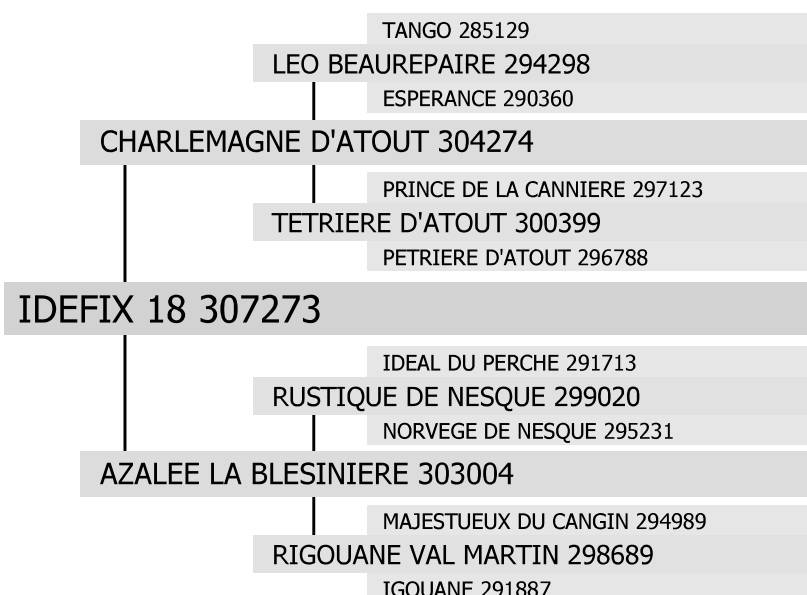 TANGO 285129
LEO BEAUREPAIRE 294298
ESPERANCE 290360
CHARLEMAGNE D'ATOUT 304274
PRINCE DE LA CANNIERE 297123
TETRIERE D'ATOUT 300399
PETRIERE D'ATOUT 296788
IDEFIX 18 307273
IDEAL DU PERCHE 291713
RUSTIQUE DE NESQUE 299020
NORVEGE DE NESQUE 295231
AZALEE LA BLESINIERE 303004
MAJESTUEUX DU CANGIN 294989
RIGOUANE VAL MARTIN 298689
IGOUANE 291887